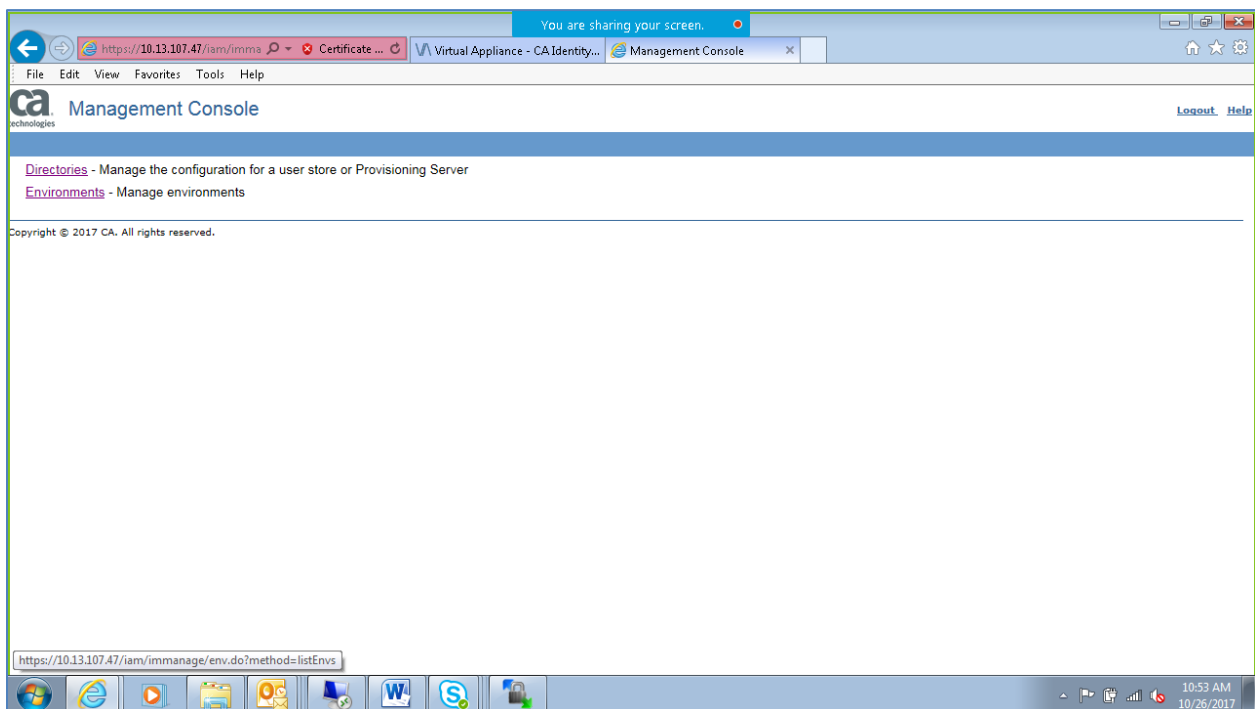 You are sharing your screen.
https://10.13.107.47/iam/imma
Certificate ...
Virtual Appliance - CA Identity...
Management Console
File Edit View Favorites Tools Help
ca technologies
Management Console
Logout Help
Directories - Manage the configuration for a user store or Provisioning Server
Environments - Manage environments
Copyright © 2017 CA. All rights reserved.
https://10.13.107.47/iam/immanage/env.do?method=listEnvs
10:53 AM
10/26/2017